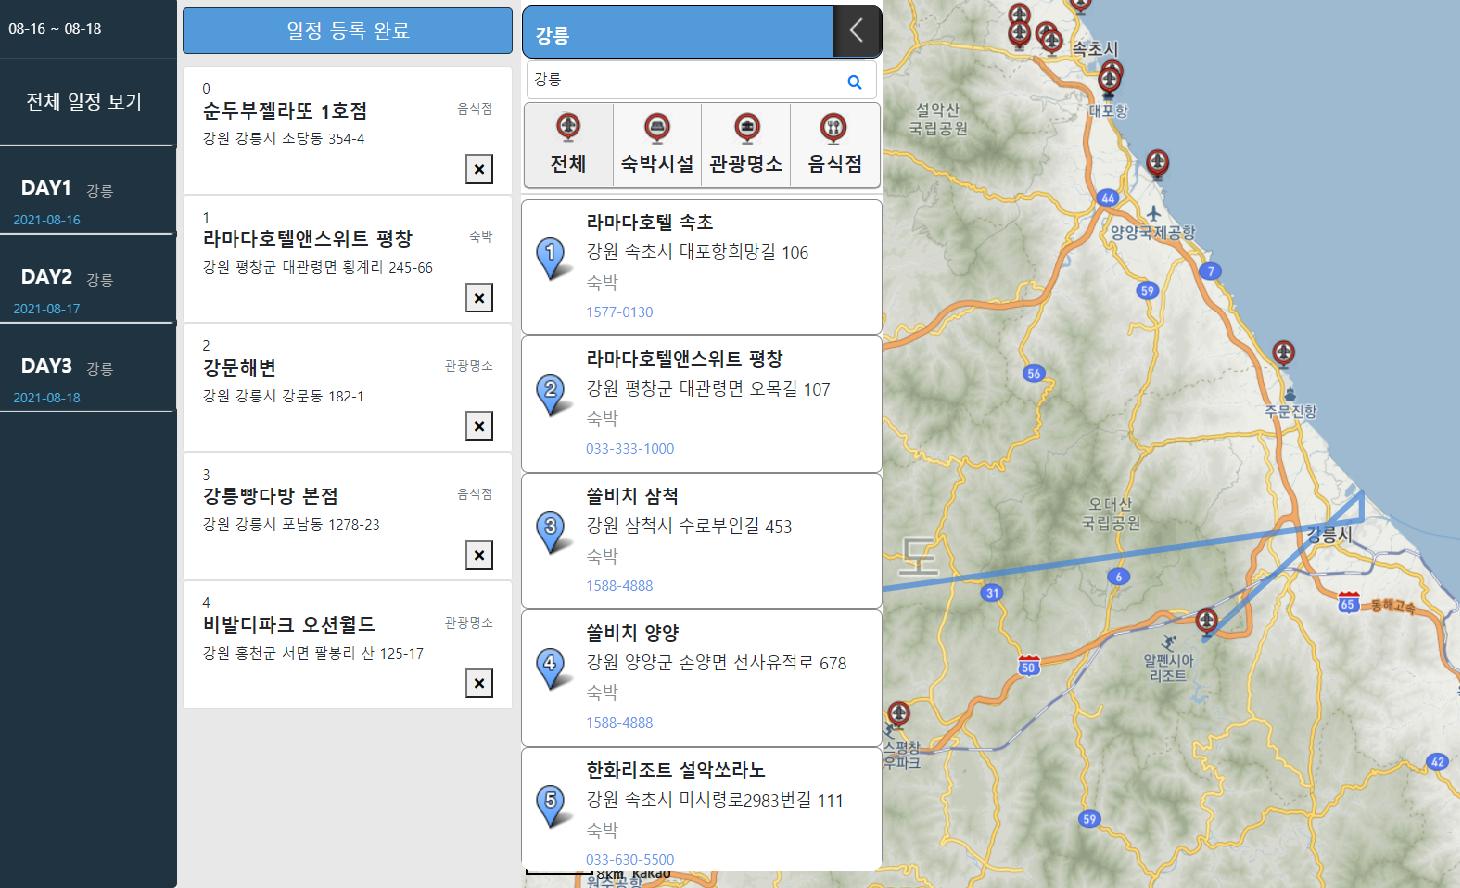 08-16 ~ 08-18
전체 일정 보기
DAY1 강릉
2021-08-16
DAY2 강릉
2021-08-17
DAY3 강릉
2021-08-18
일정 등록 완료
0
순두부젤라또 1호점
음식점
강원 강릉시 초당동 354-4
×
1
라마다호텔앤스위트 평창
숙박
강원 평창군 대관령면 횡계리 245-66
×
2
강문해변
관광명소
강원 강릉시 강문동 182-1
×
3
강릉빵다방 본점
음식점
강원 강릉시 포남동 1278-23
×
4
비발디파크 오션월드
관광명소
강원 홍천군 서면 팔봉리 산 125-17
×
강릉
강릉
전체
숙박시설
관광명소
음식점
1
라마다호텔 속초
강원 속초시 대포항희망길 106
숙박
1577-0130
2
라마다호텔앤스위트 평창
강원 평창군 대관령면 오목길 107
숙박
033-333-1000
3
쏠비치 삼척
강원 삼척시 수로부인길 453
숙박
1588-4888
4
쏠비치 양양
강원 양양군 손양면 선사유적로 678
숙박
1588-4888
5
한화리조트 설악쏘라노
강원 속초시 미시령로2983번길 111
숙박
033-630-5500
8km kakao
원주공항
속초시
설악산
국립공원
대포항
44
양양국제공항
7
59
56
주문진항
오대산
국립공원
도
강릉시
6
31
65
동해고속
알펜시아
리조트
50
스평창
우파크
42
59